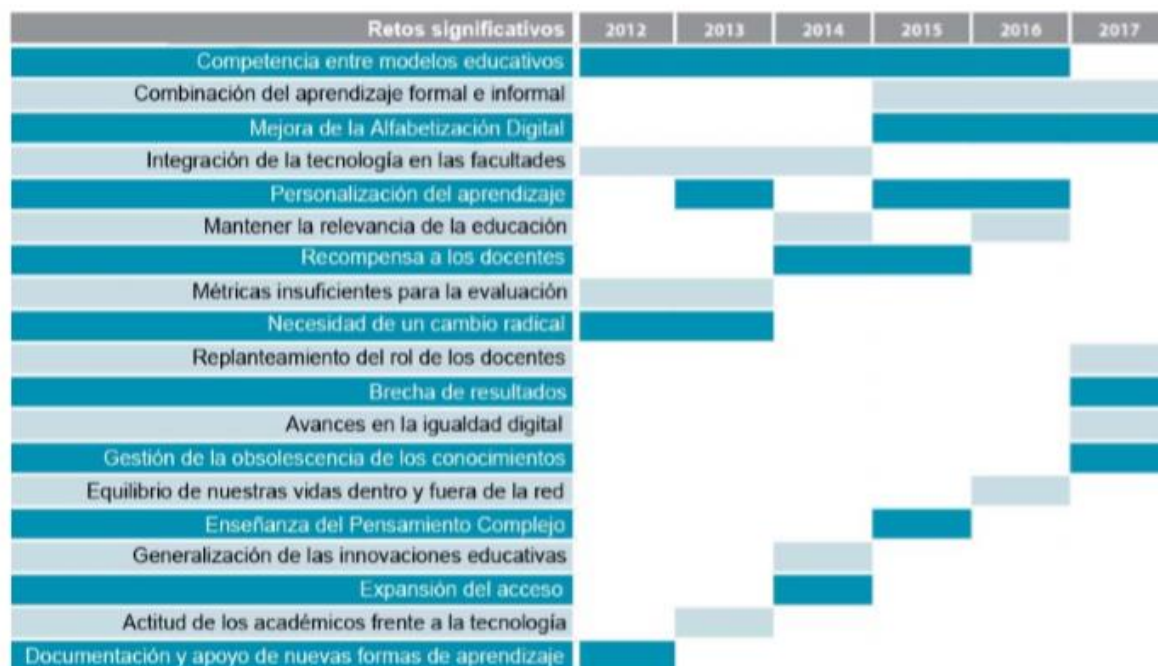 Retos significativos 2012 2013 2014 2015 2016 2017
Competencia entre modelos educativos
Combinación del aprendizaje formal e informal
Mejora de la Alfabetización Digital
Integración de la tecnología en las facultades
Personalización del aprendizaje
Mantener la relevancia de la educación
Recompensa a los docentes
Métricas insuficientes para la evaluación
Necesidad de un cambio radical
Replanteamiento del rol de los docentes
Brecha de resultados
Avances en la igualdad digital
Gestión de la obsolescencia de los conocimientos
Equilibrio de nuestras vidas dentro y fuera de la red
Enseñanza del Pensamiento Complejo
Generalización de las innovaciones educativas
Expansión del acceso
Actitud de los académicos frente a la tecnología
Documentación y apoyo de nuevas formas de aprendizaje